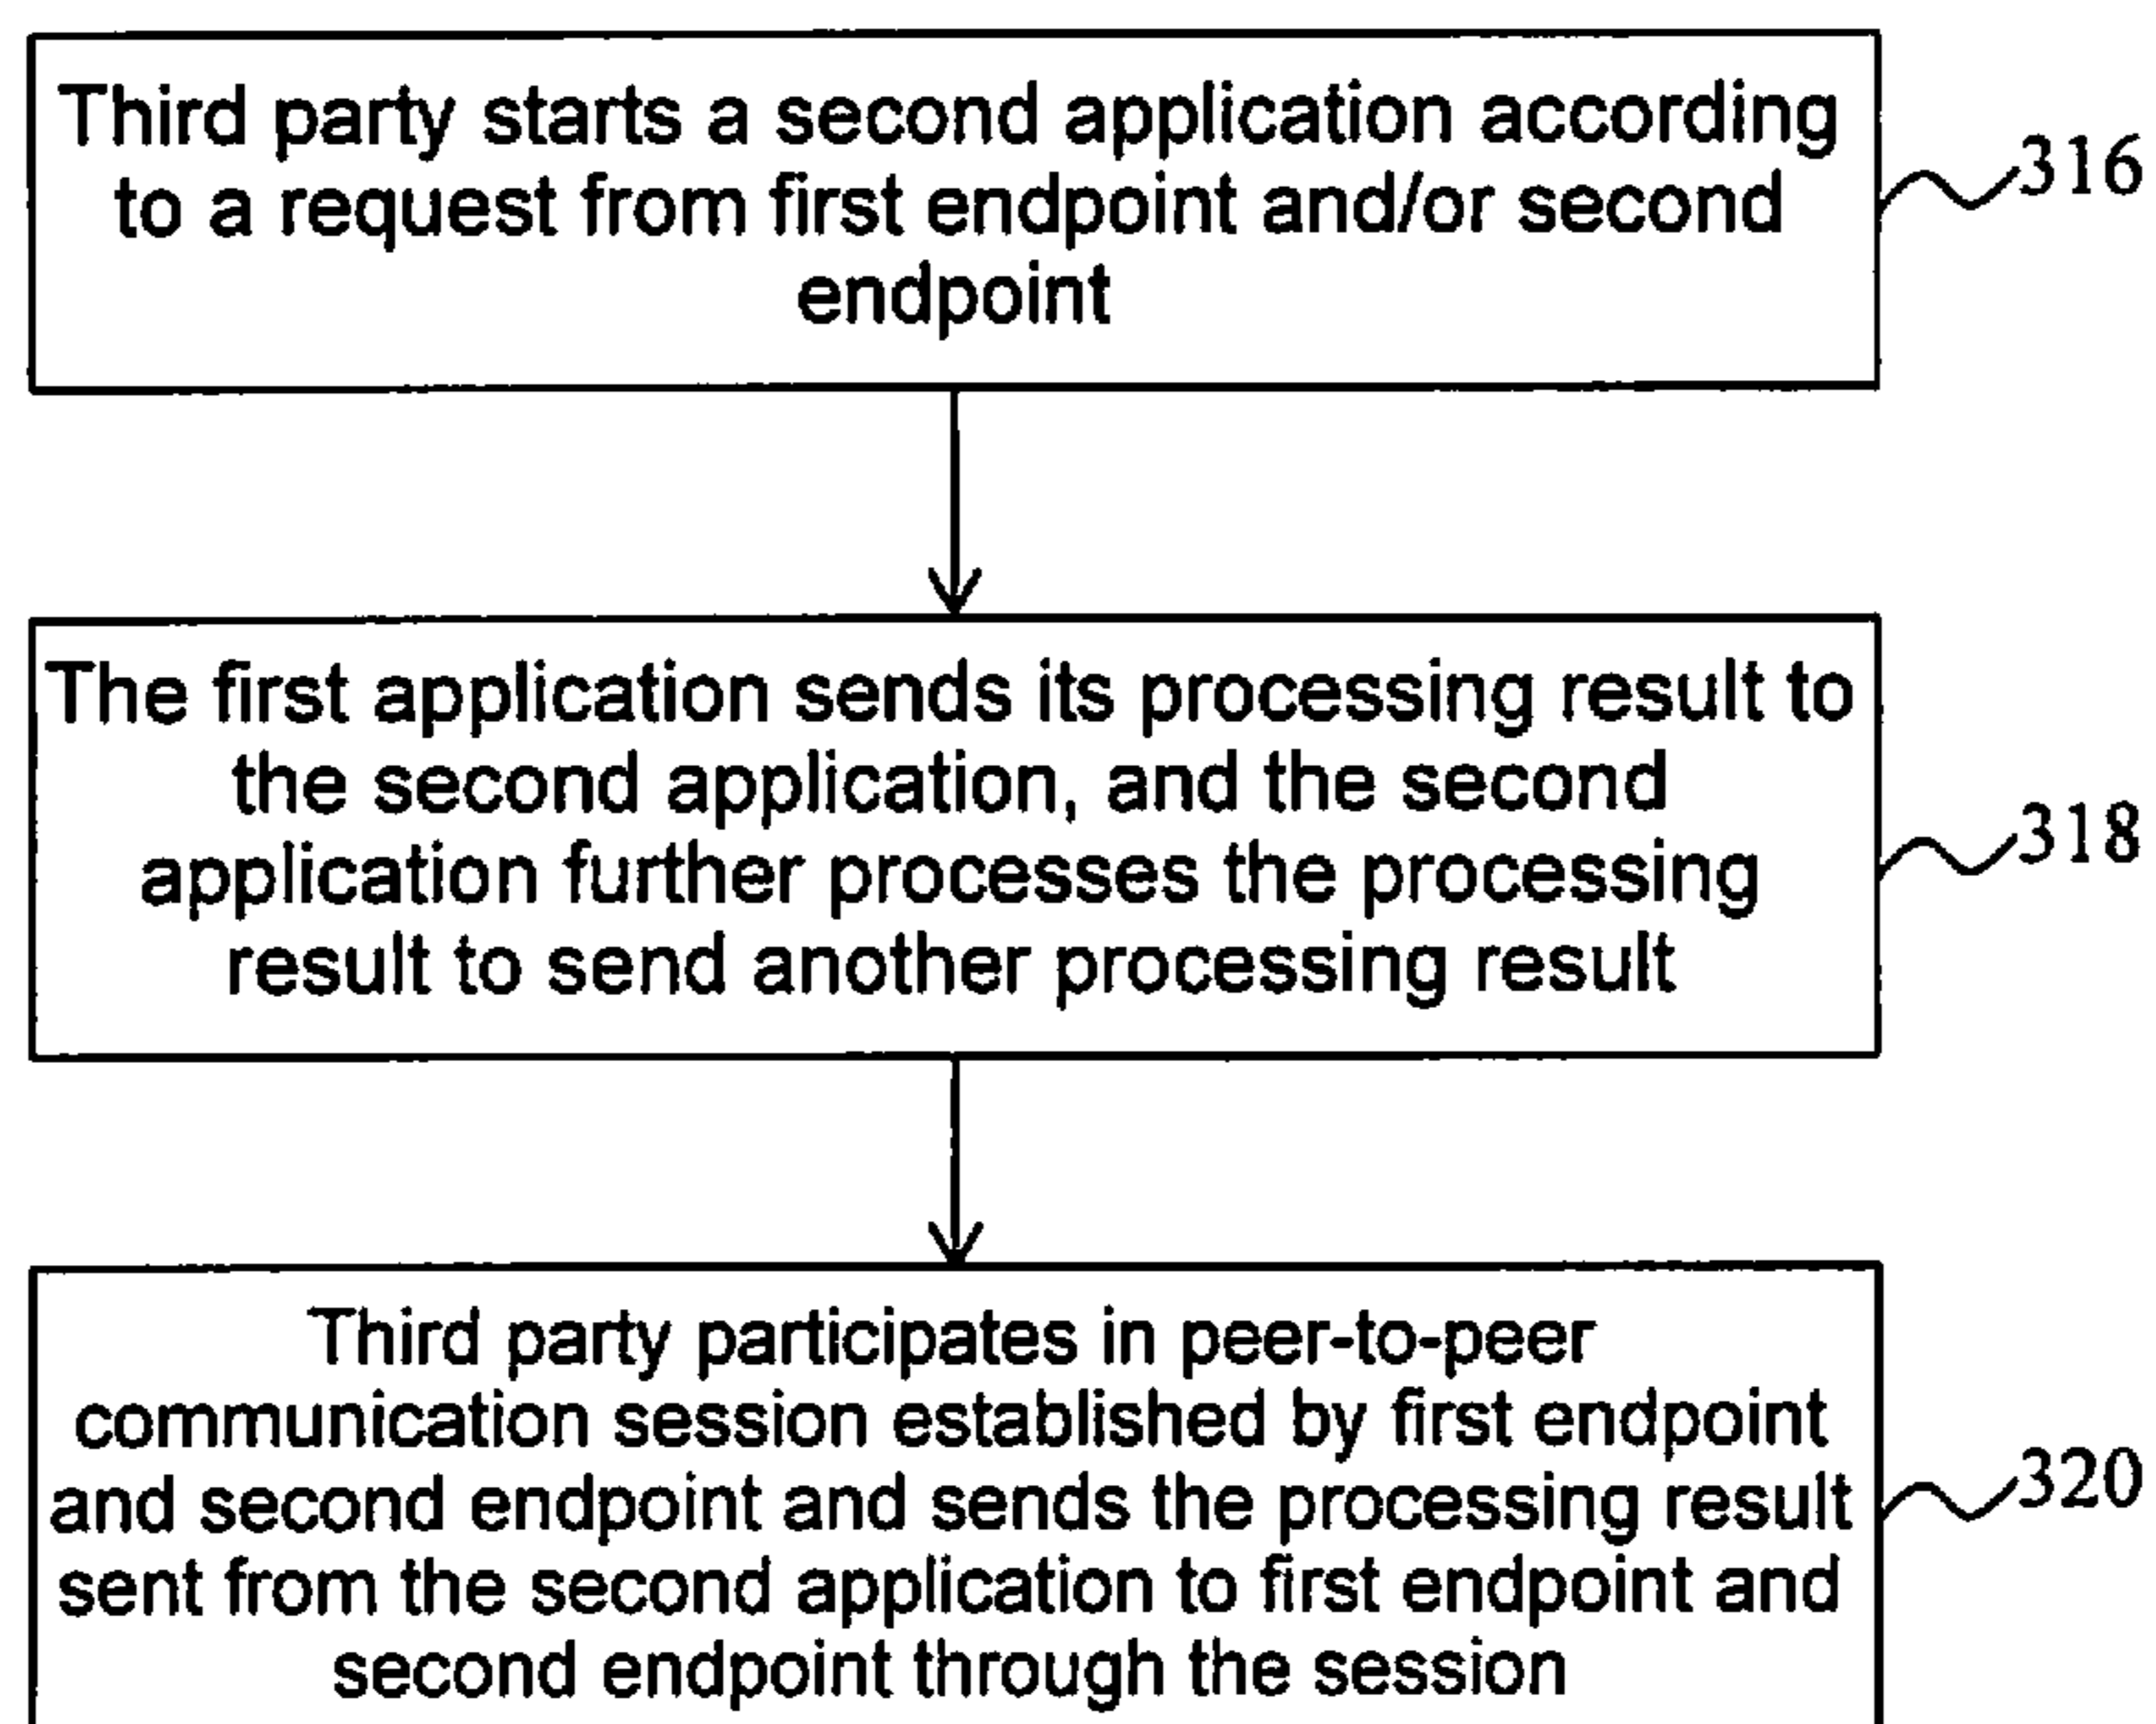 Third party starts a second application according
to a request from first endpoint and/or second
endpoint
316
The first application sends its processing result to
the second application, and the second
application further processes the processing
result to send another processing result
318
Third party participates in peer-to-peer
communication session established by first endpoint
and second endpoint and sends the processing result
sent from the second application to first endpoint and
second endpoint through the session
320